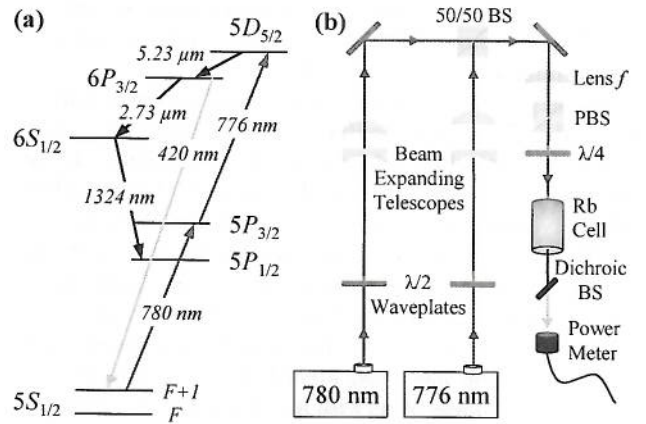 (a)
5D5/2
5.23 μm
6P3/2
2.73 μm
776 nm
6S1/2
420 nm
1324 nm
5P3/2
5P1/2
780 nm
F+1
5S1/2
F
(b)
50/50 BS
Lens f
PBS
λ/4
Beam
Expanding
Telescopes
Rb
Cell
λ/2
Waveplates
Dichroic
BS
Power
Meter
780 nm
776 nm